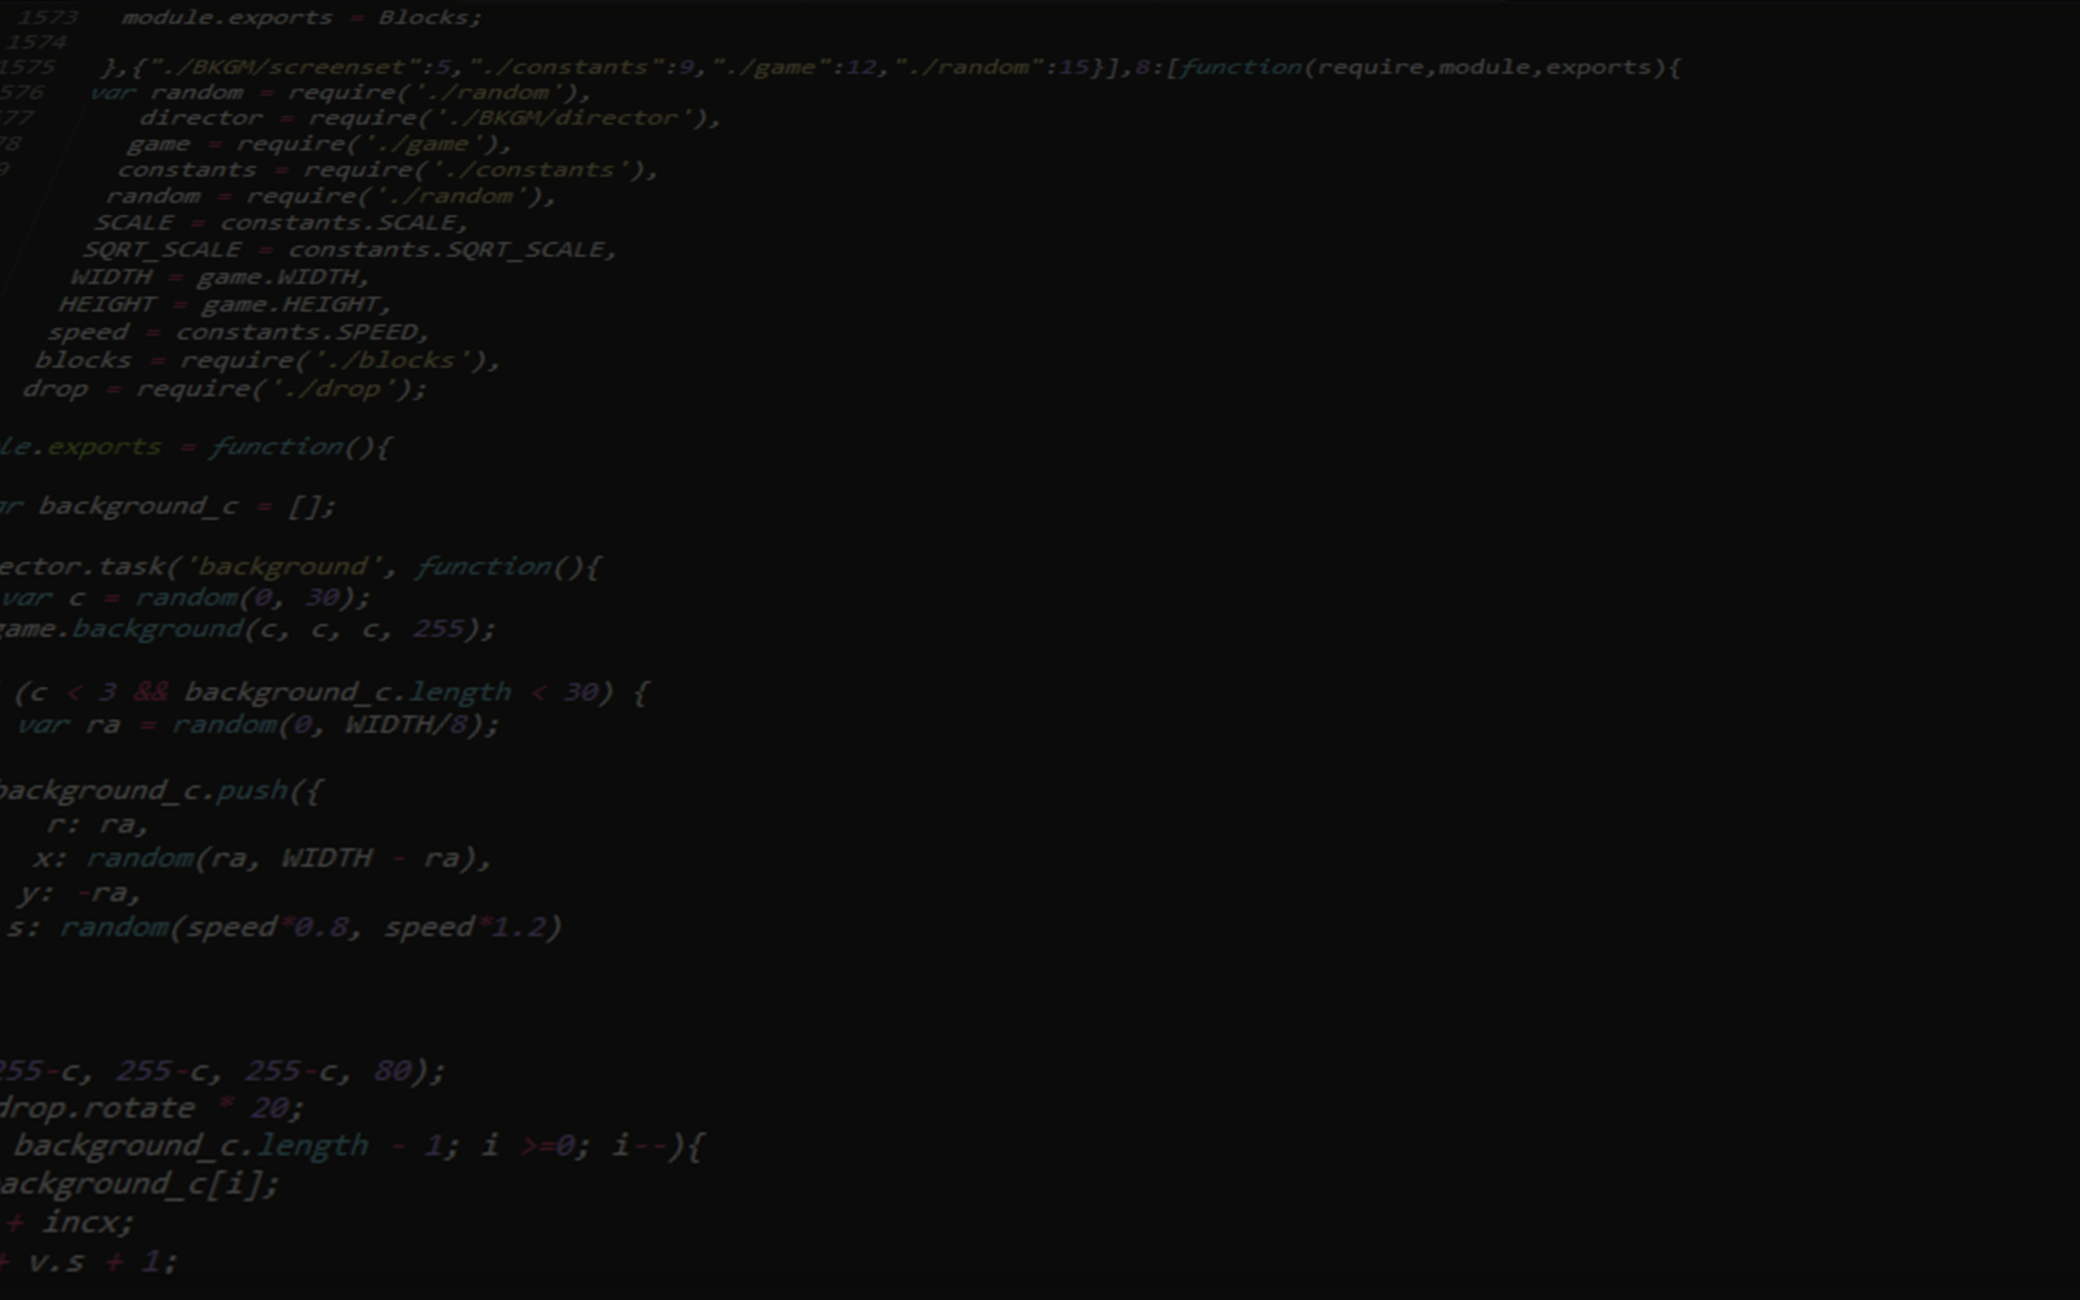 1573 module.exports = Blocks;
1574
1575 },{"./BKGM/screenset":5,"./constants":9,"./game":12,"./random":15}],8:[function(require,module,exports){
576 var random = require('./random'),
77 director = require('./BKGM/director'),
78 game = require('./game'),
9 constants = require('./constants'),
random = require('./random'),
SCALE = constants.SCALE,
SQRT_SCALE = constants.SQRT_SCALE,
WIDTH = game.WIDTH,
HEIGHT = game.HEIGHT,
speed = constants.SPEED,
blocks = require('./blocks'),
drop = require('./drop');
le.exports = function(){
ar background_c = [];
ector.task('background', function(){
var c = random(0, 30);
game.background(c, c, c, 255);
(c < 3 && background_c.length < 30) {
var ra = random(0, WIDTH/8);
background_c.push({
r: ra,
x: random(ra, WIDTH - ra),
y: -ra,
s: random(speed*0.8, speed*1.2)
255-c, 255-c, 255-c, 80);
drop.rotate * 20;
background_c.length - 1; i >=0; i--){
background_c[i];
+ incx;
+ v.s + 1;